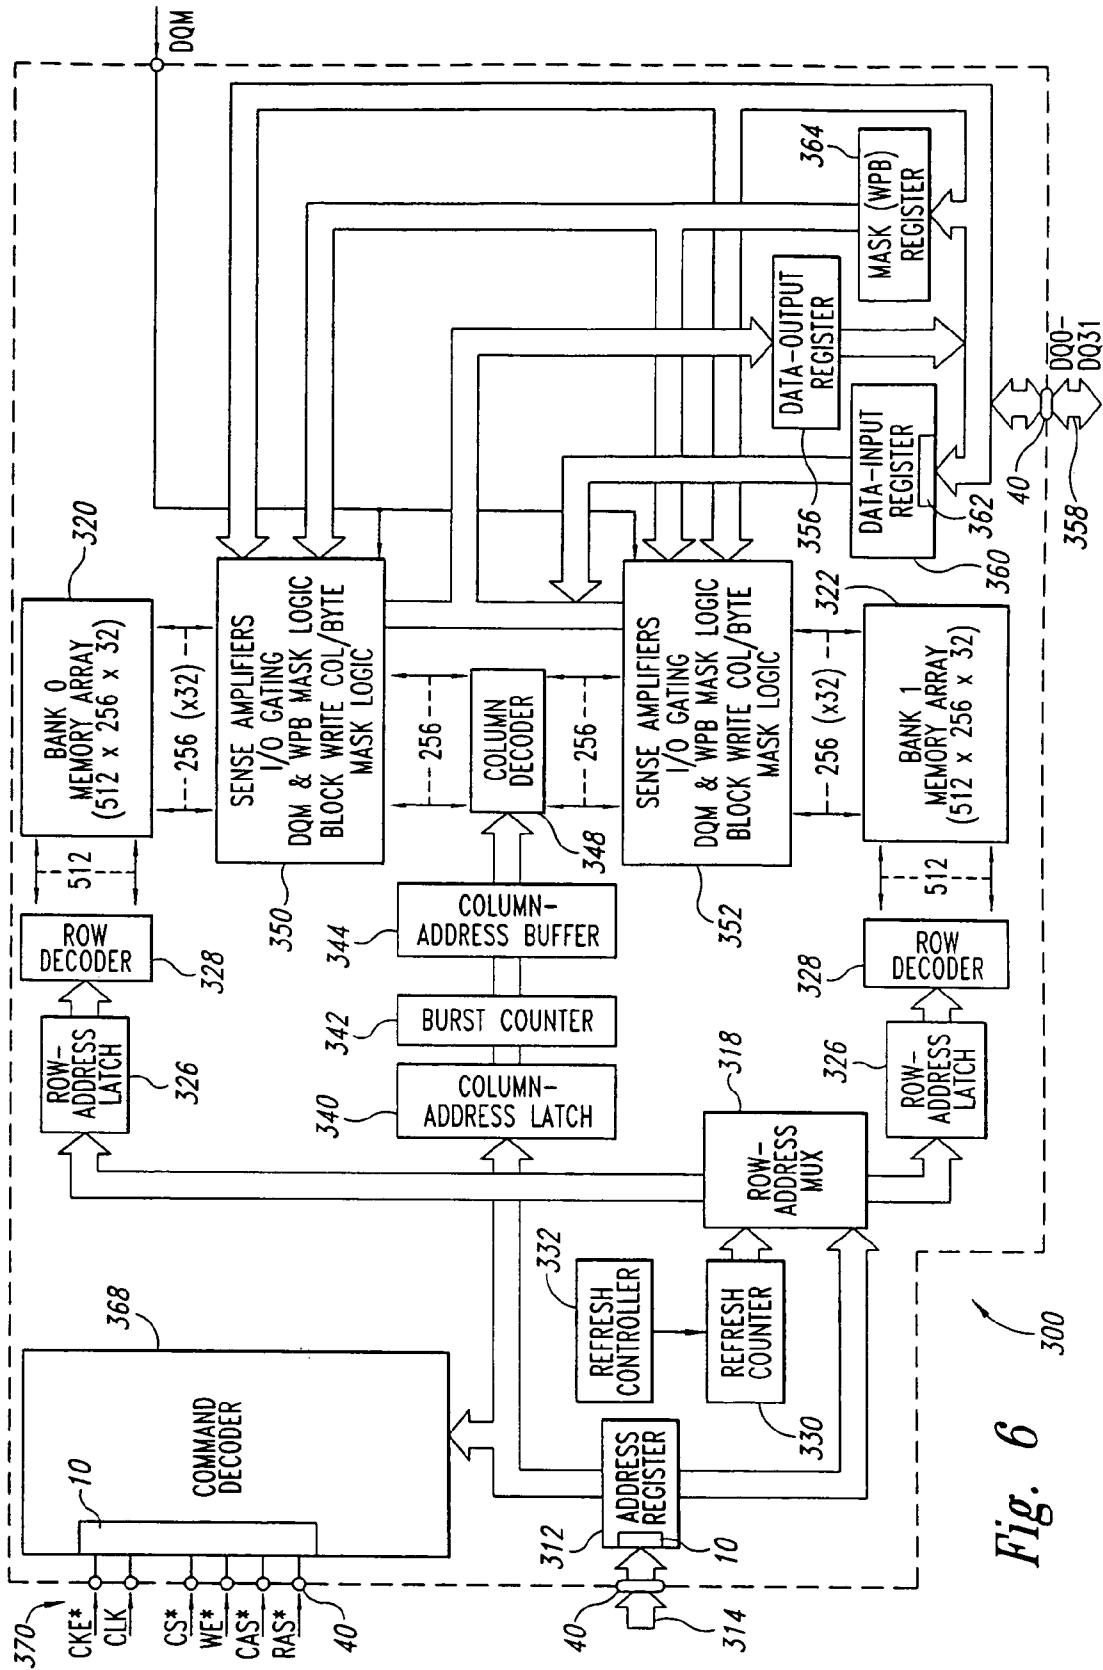 370
CKE*
CLK
CS*
WE*
CAS*
RAS*
40
10
COMMAND
DECODER
368
40
314
312
10
ADDRESS
REGISTER
REFRESH
CONTROLLER
332
REFRESH
COUNTER
330
ROW-
ADDRESS
MUX
318
ROW-
ADDRESS
LATCH
326
ROW
DECODER
328
512
BANK 0
MEMORY ARRAY
(512 x 256 x 32)
320
256 (x32)
SENSE AMPLIFIERS
I/O GATING
DQM & WPB MASK LOGIC
BLOCK WRITE COL/BYTE
MASK LOGIC
350
256
COLUMN-
ADDRESS LATCH
340
BURST COUNTER
342
COLUMN-
ADDRESS BUFFER
344
COLUMN
DECODER
348
256
SENSE AMPLIFIERS
I/O GATING
DQM & WPB MASK LOGIC
BLOCK WRITE COL/BYTE
MASK LOGIC
352
256 (x32)
ROW-
ADDRESS
LATCH
326
ROW
DECODER
328
512
BANK 1
MEMORY ARRAY
(512 x 256 x 32)
322
DATA-INPUT
REGISTER
362
360
DATA-OUTPUT
REGISTER
356
MASK (WPB)
REGISTER
364
DQM
40
DQ0-
DQ31
358
300
Fig. 6